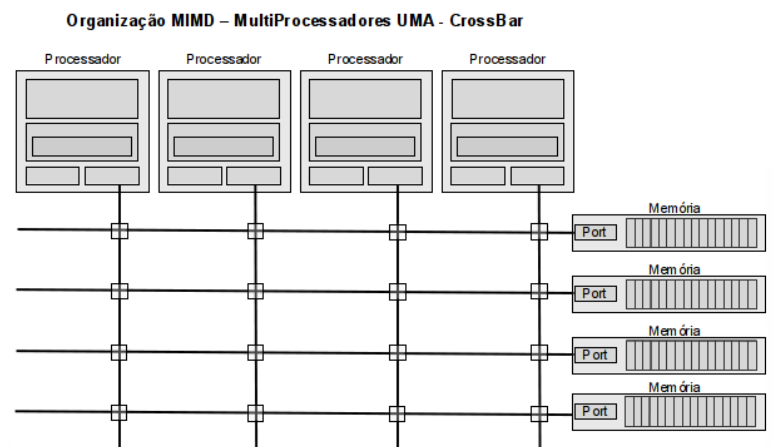 Organização MIMD – MultiProcessadores UMA - CrossBar
Processador Processador Processador Processador
Memória
Port
Memória
Port
Memória
Port
Memória
Port